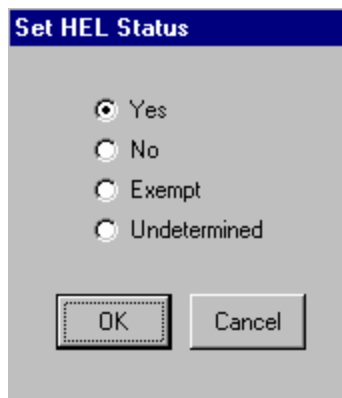 Set HEL Status
Yes
No
Exempt
Undetermined
OK Cancel